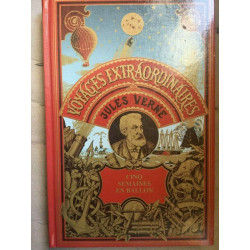 VOYAGES EXTRAORDINAIRES
JULES VERNE
CINQ
SEMAINES
EN BALLON